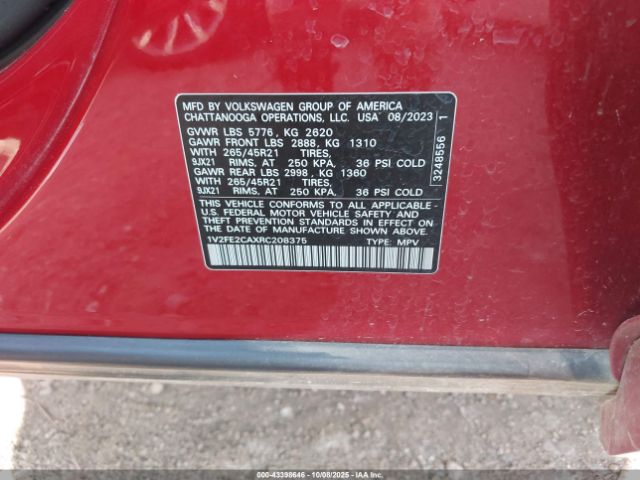 MFD BY VOLKSWAGEN GROUP OF AMERICA
CHATTANOOGA OPERATIONS, LLC. USA 08/2023
GVWR LBS 5776, KG 2620
GAWR FRONT LBS 2888, KG 1310
WITH 265/45R21 TIRES,
9JX21 RIMS, AT 250 KPA, 36 PSI COLD
GAWR REAR LBS 2998, KG 1360
WITH 265/45R21 TIRES,
9JX21 RIMS, AT 250 KPA, 36 PSI COLD
THIS VEHICLE CONFORMS TO ALL APPLICABLE -
U.S. FEDERAL MOTOR VEHICLE SAFETY AND
THEFT PREVENTION STANDARDS IN EFFECT ON
THE DATE OF MANUFACTURE SHOWN ABOVE.
1V2FE2CAXRC208375 TYPE: MPV
3248556 1
000-43398646 - 10/08/2025 - IAAI.CA